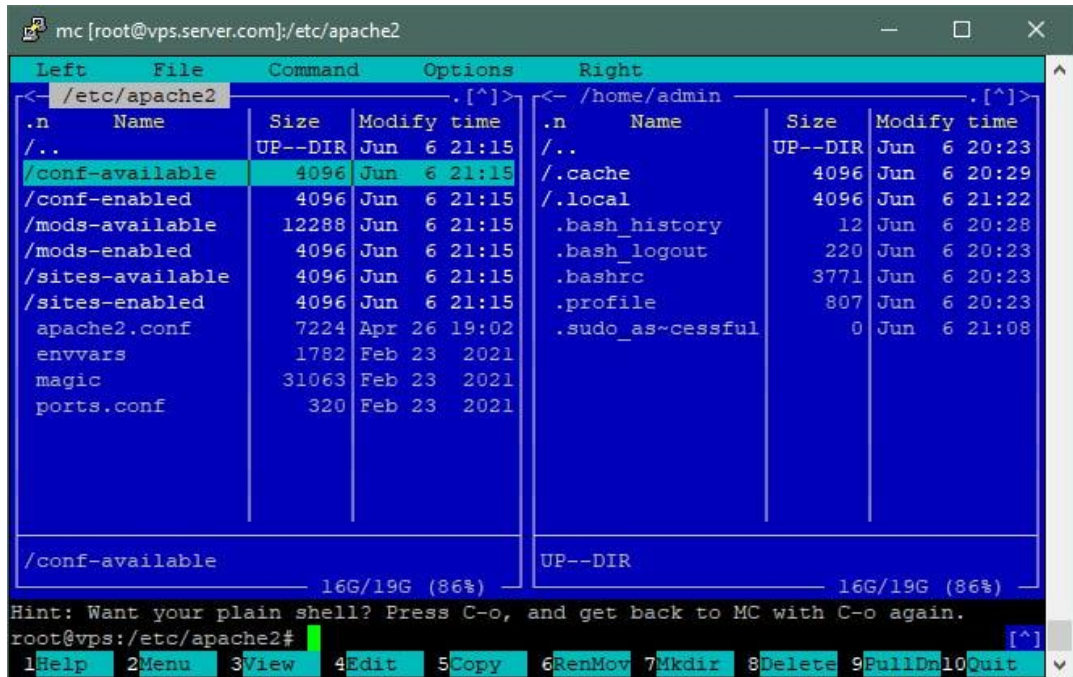 mc [root@vps.server.com]:/etc/apache2
Left File Command Options Right
<─ /etc/apache2 ─.[^]> <─ /home/admin ─.[^]>
.n Name Size Modify time .n Name Size Modify time
/.. UP--DIR Jun 6 21:15 /.. UP--DIR Jun 6 20:23
/conf-available 4096 Jun 6 21:15 /.cache 4096 Jun 6 20:29
/conf-enabled 4096 Jun 6 21:15 /.local 4096 Jun 6 21:22
/mods-available 12288 Jun 6 21:15 .bash_history 12 Jun 6 20:28
/mods-enabled 4096 Jun 6 21:15 .bash_logout 220 Jun 6 20:23
/sites-available 4096 Jun 6 21:15 .bashrc 3771 Jun 6 20:23
/sites-enabled 4096 Jun 6 21:15 .profile 807 Jun 6 20:23
apache2.conf 7224 Apr 26 19:02 .sudo_as~cessful 0 Jun 6 21:08
envvars 1782 Feb 23 2021
magic 31063 Feb 23 2021
ports.conf 320 Feb 23 2021
/conf-available UP--DIR
16G/19G (86%) 16G/19G (86%)
Hint: Want your plain shell? Press C-o, and get back to MC with C-o again.
root@vps:/etc/apache2# [^]
1Help 2Menu 3View 4Edit 5Copy 6RenMov 7Mkdir 8Delete 9PullDn 10Quit